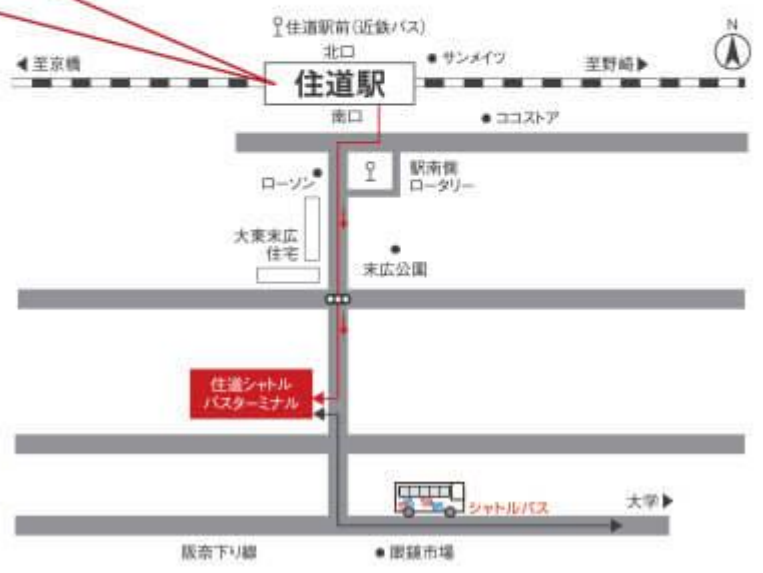 住道駅前(近鉄バス)
北口
サンメイツ
N
◀至京橋
住道駅
至野崎▶
南口
ココストア
ローソン
駅南側
ロータリー
大東末広
住宅
末広公園
住道シャトル
バスターミナル
シャトルバス
大学▶
阪奈下り線
眼鏡市場